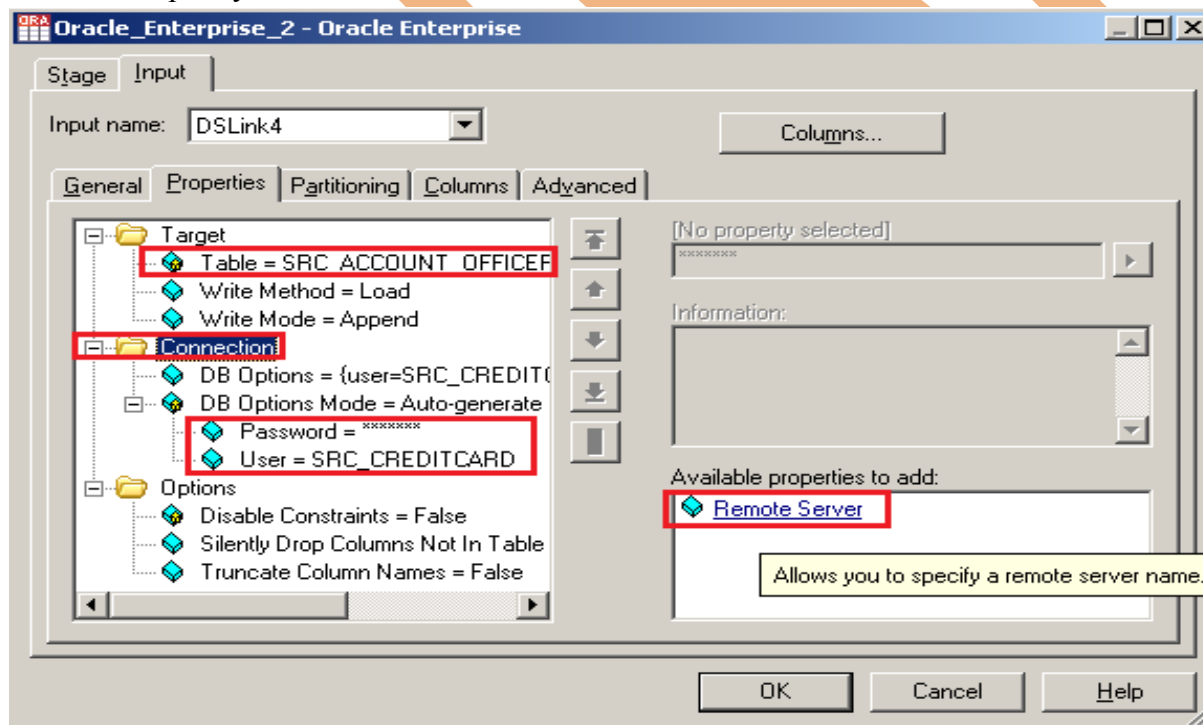 ORA Oracle_Enterprise_2 - Oracle Enterprise
Stage Input
Input name: DSLink4
Columns...
General Properties Partitioning Columns Advanced
Target
Table = SRC_ACCOUNT_OFFICER
Write Method = Load
Write Mode = Append
Connection
DB Options = {user=SRC_CREDIT
DB Options Mode = Auto-generate
Password = *******
User = SRC_CREDITCARD
Options
Disable Constraints = False
Silently Drop Columns Not In Table
Truncate Column Names = False
[No property selected]
*******
Information:
Available properties to add:
Remote Server
Allows you to specify a remote server name.
OK Cancel Help